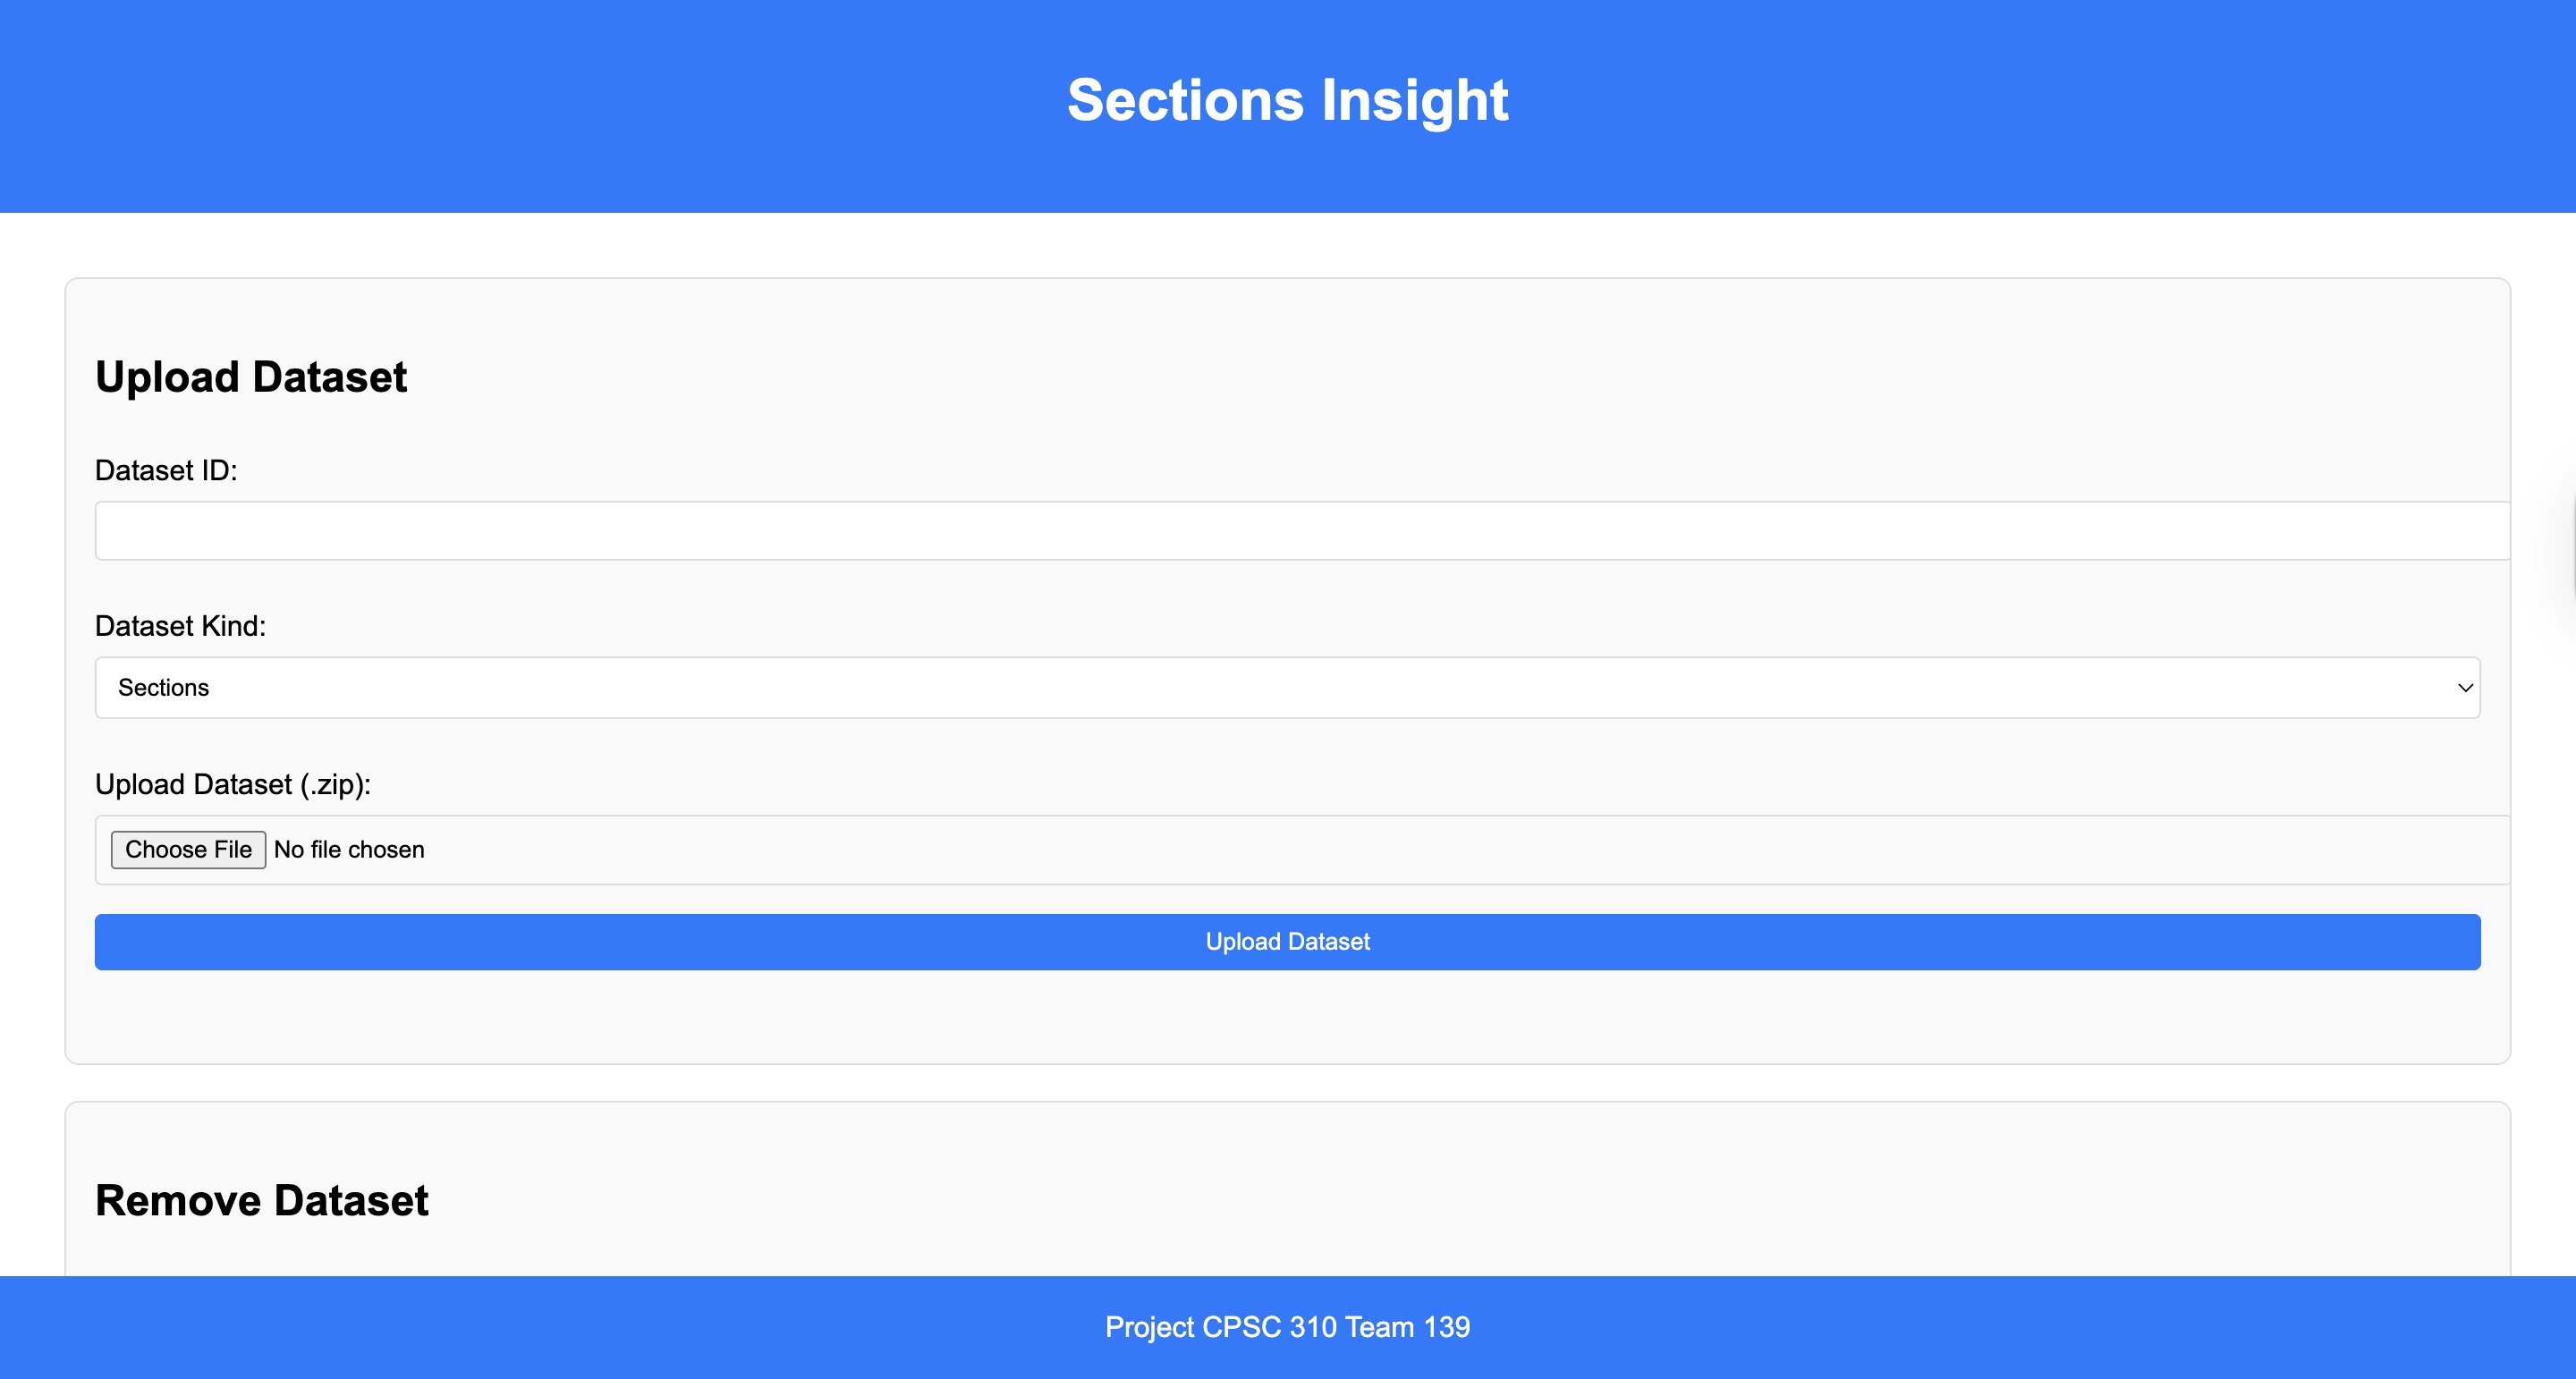 Sections Insight
Upload Dataset
Dataset ID:
Dataset Kind:
Sections
Upload Dataset (.zip):
Choose File No file chosen
Upload Dataset
Remove Dataset
Project CPSC 310 Team 139